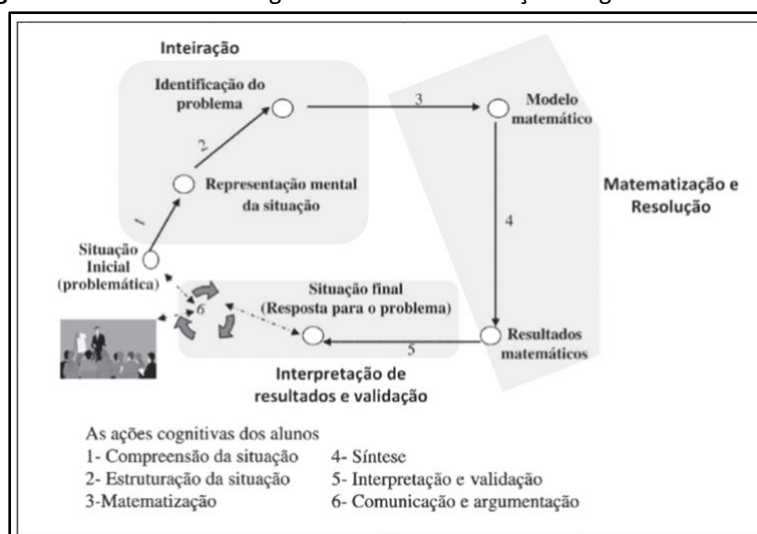 Inteiração
Identificação do
problema
3
Modelo
matemático
2
Representação mental
da situação
Matematização e
Resolução
1
4
Situação
Inicial
(problemática)
Situação final
(Resposta para o problema)
6
Resultados
matemáticos
5
Interpretação de
resultados e validação
As ações cognitivas dos alunos
1- Compreensão da situação
2- Estruturação da situação
3-Matematização
4- Síntese
5- Interpretação e validação
6- Comunicação e argumentação